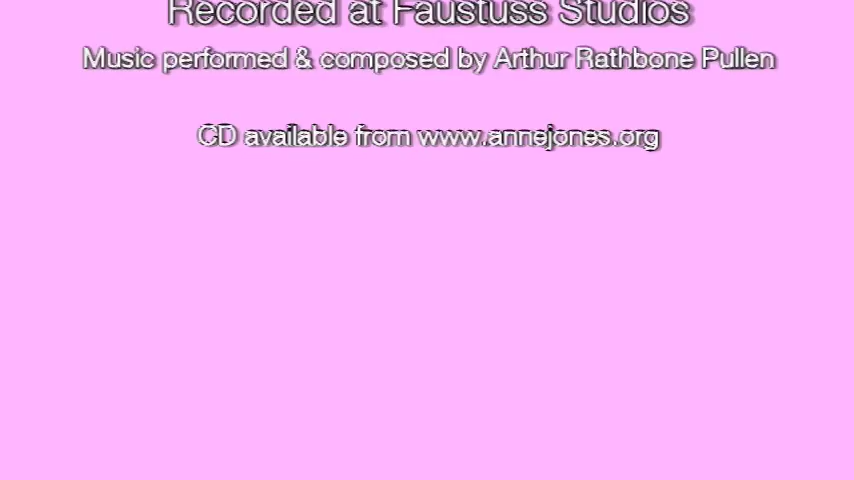 Recorded at Faustuss Studios
Music performed & composed by Arthur Rathbone Pullen
CD available from www.annejones.org